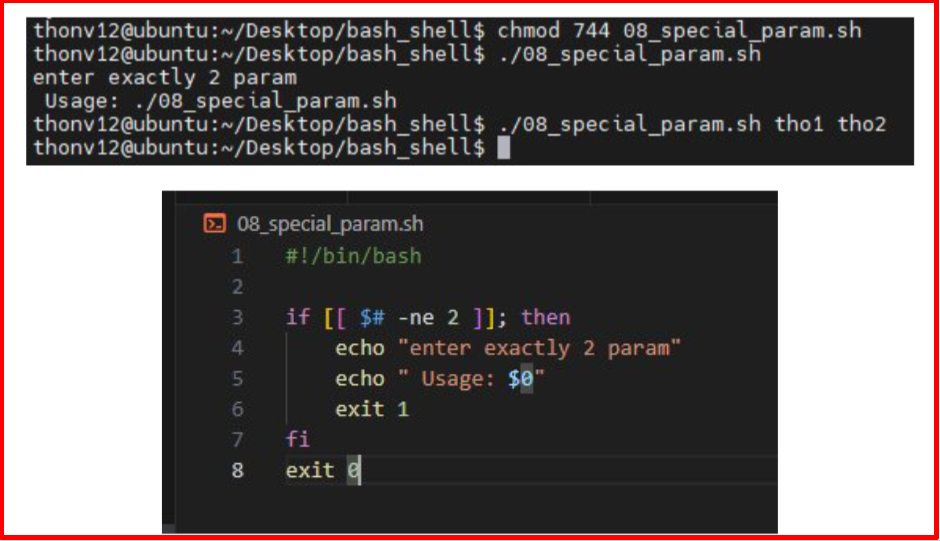 thonv12@ubuntu:~/Desktop/bash_shell$ chmod 744 08_special_param.sh
thonv12@ubuntu:~/Desktop/bash_shell$ ./08_special_param.sh
enter exactly 2 param
 Usage: ./08_special_param.sh
thonv12@ubuntu:~/Desktop/bash_shell$ ./08_special_param.sh tho1 tho2
thonv12@ubuntu:~/Desktop/bash_shell$
08_special_param.sh
1 #!/bin/bash
2
3 if [[ $# -ne 2 ]]; then
4     echo "enter exactly 2 param"
5     echo " Usage: $0"
6     exit 1
7 fi
8 exit 0